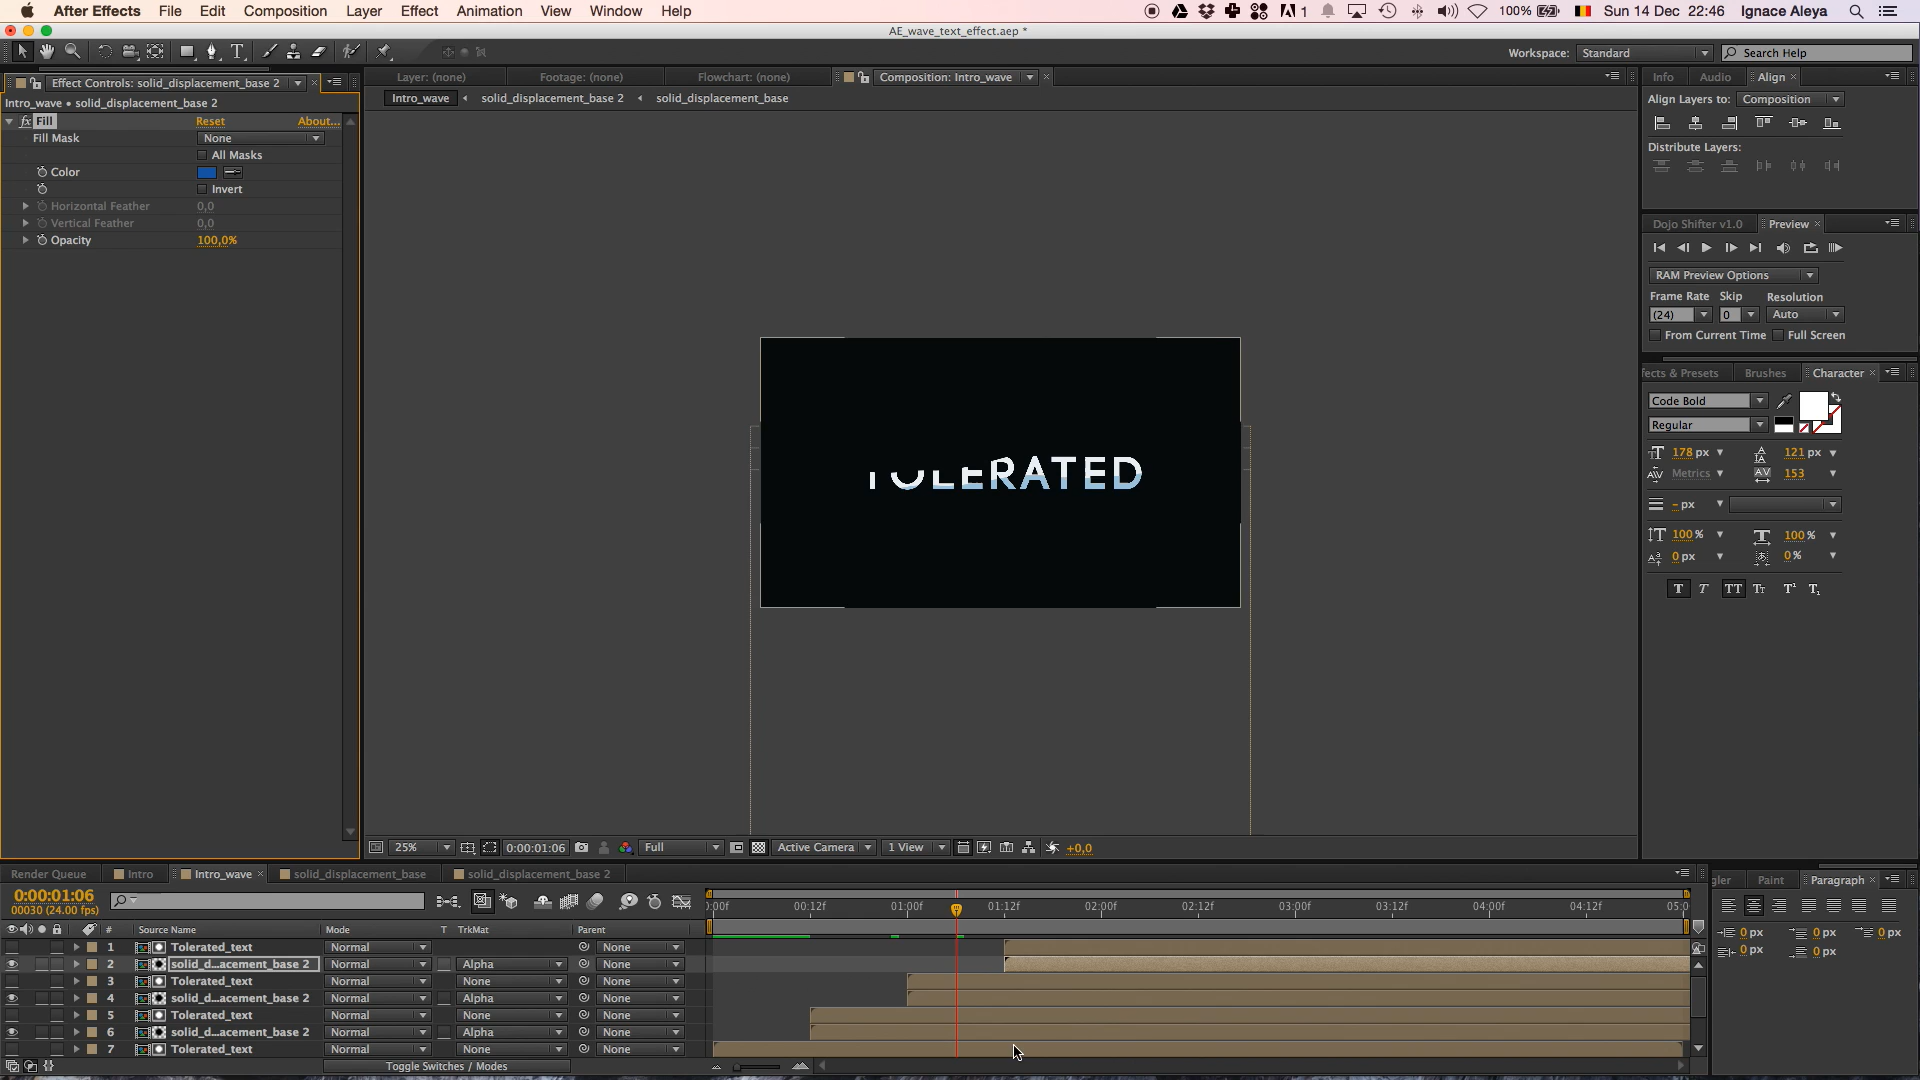 After Effects File Edit Composition Layer Effect Animation View Window Help 1 100% Sun 14 Dec 22:46 Ignace Aleya
AE_wave_text_effect.aep *
Workspace: Standard Search Help
Effect Controls: solid_displacement_base 2
Layer: (none) Footage: (none) Flowchart: (none) Composition: Intro_wave
Info Audio Align
Intro_wave • solid_displacement_base 2
Intro_wave solid_displacement_base 2 solid_displacement_base
Align Layers to: Composition
fx Fill Reset About...
Fill Mask None
All Masks
Distribute Layers:
Color
Invert
Horizontal Feather 0,0
Vertical Feather 0,0
Opacity 100,0%
Dojo Shifter v1.0 Preview
RAM Preview Options
Frame Rate Skip Resolution
(24) 0 Auto
From Current Time Full Screen
fects & Presets Brushes Character
Code Bold
Regular
178 px 121 px
Metrics 153
- px
100 % 100 %
0 px 0 %
T T TT Tт T¹ T₁
TOLERATED
25% 0:00:01:06 Full Active Camera 1 View +0,0
Render Queue Intro Intro_wave solid_displacement_base solid_displacement_base 2
gler Paint Paragraph
0:00:01:06
00030 (24.00 fps)
:00f 00:12f 01:00f 01:12f 02:00f 02:12f 03:00f 03:12f 04:00f 04:12f 05:0
# Source Name Mode T TrkMat Parent
0 px 0 px 0 px
0 px 0 px
1 Tolerated_text Normal None
2 solid_d...acement_base 2 Normal Alpha None
3 Tolerated_text Normal None None
4 solid_d...acement_base 2 Normal Alpha None
5 Tolerated_text Normal None None
6 solid_d...acement_base 2 Normal Alpha None
7 Tolerated_text Normal None None
Toggle Switches / Modes